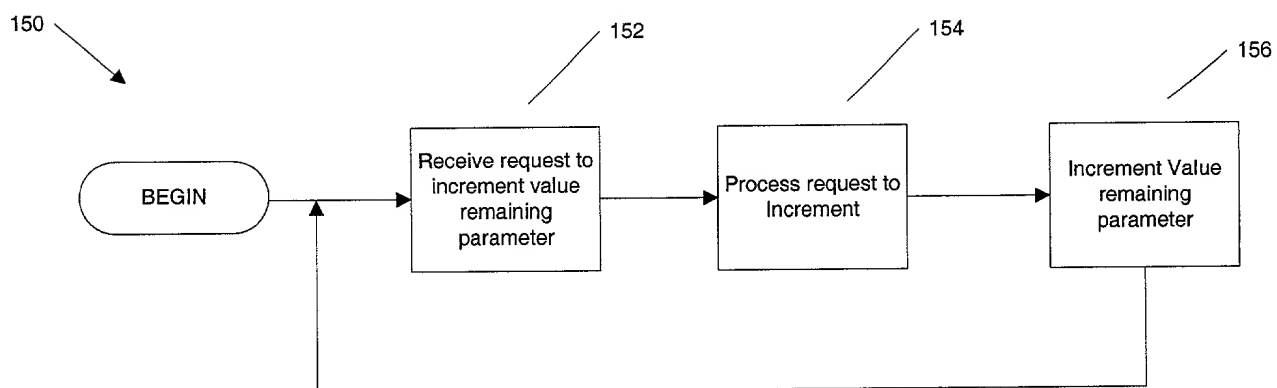 150
152
154
156
BEGIN
Receive request to
increment value
remaining
parameter
Process request to
Increment
Increment Value
remaining
parameter